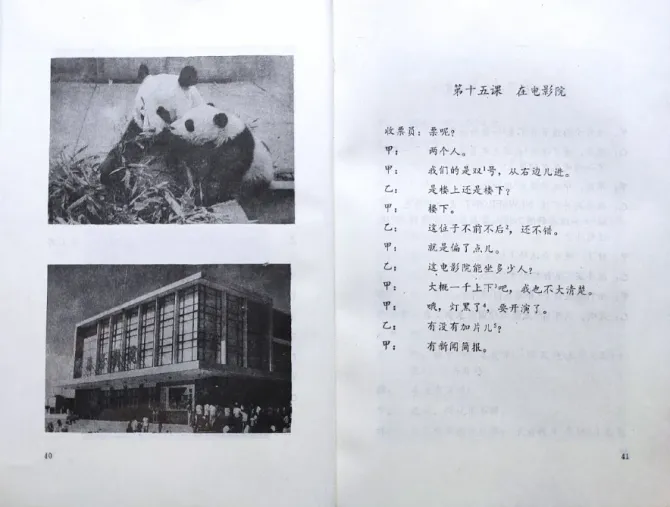 40
第十五课 在电影院
收票员：票呢？
甲： 两个人。
甲： 我们的是双¹号，从右边儿进。
乙： 是楼上还是楼下？
甲： 楼下。
乙： 这位子不前不后²，还不错。
甲： 就是偏了点儿。
乙： 这电影院能坐多少人？
甲： 大概一千上下³吧，我也不大清楚。
甲： 哦，灯黑了⁴，要开演了。
乙： 有没有加片儿⁵？
甲： 有新闻简报。
41